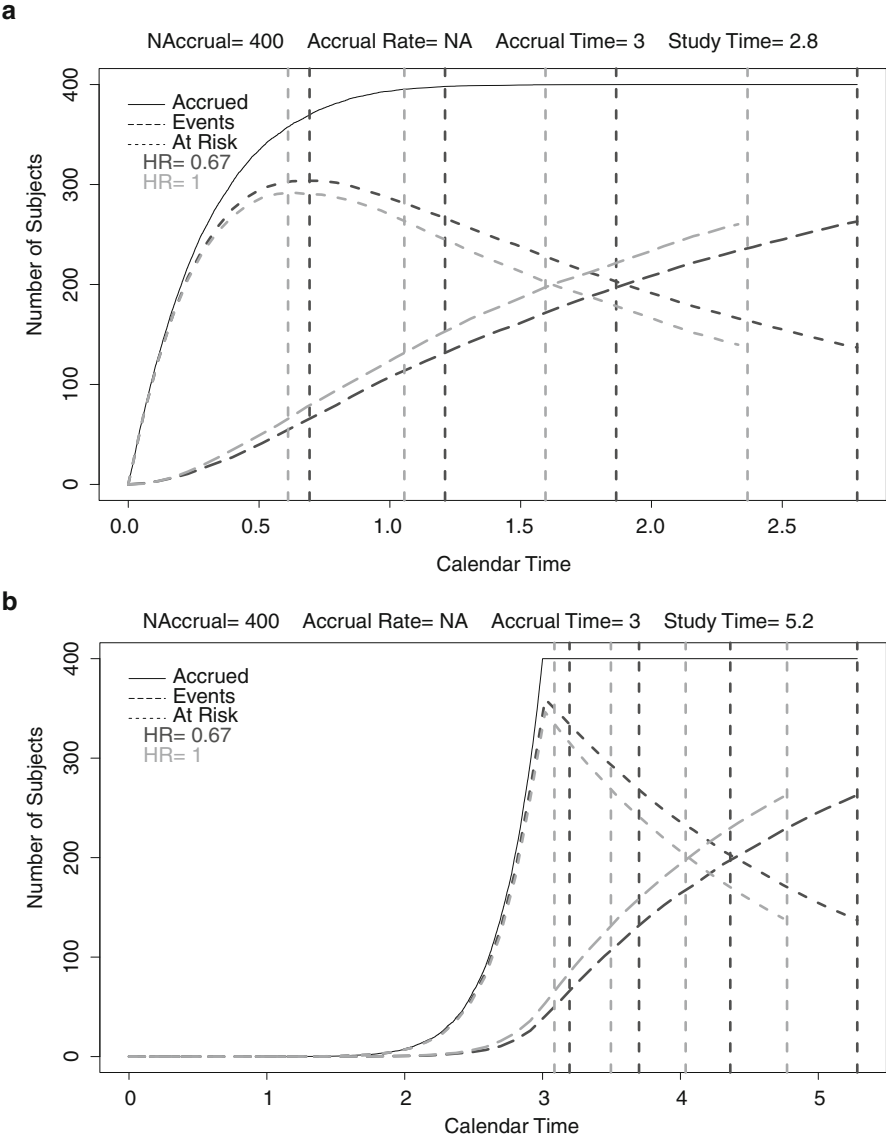 a
NAccrual= 400 Accrual Rate= NA Accrual Time= 3 Study Time= 2.8
Number of Subjects
400
300
200
100
0
Accrued
Events
At Risk
HR= 0.67
HR= 1
0.0 0.5 1.0 1.5 2.0 2.5
Calendar Time
b
NAccrual= 400 Accrual Rate= NA Accrual Time= 3 Study Time= 5.2
Number of Subjects
400
300
200
100
0
Accrued
Events
At Risk
HR= 0.67
HR= 1
0 1 2 3 4 5
Calendar Time